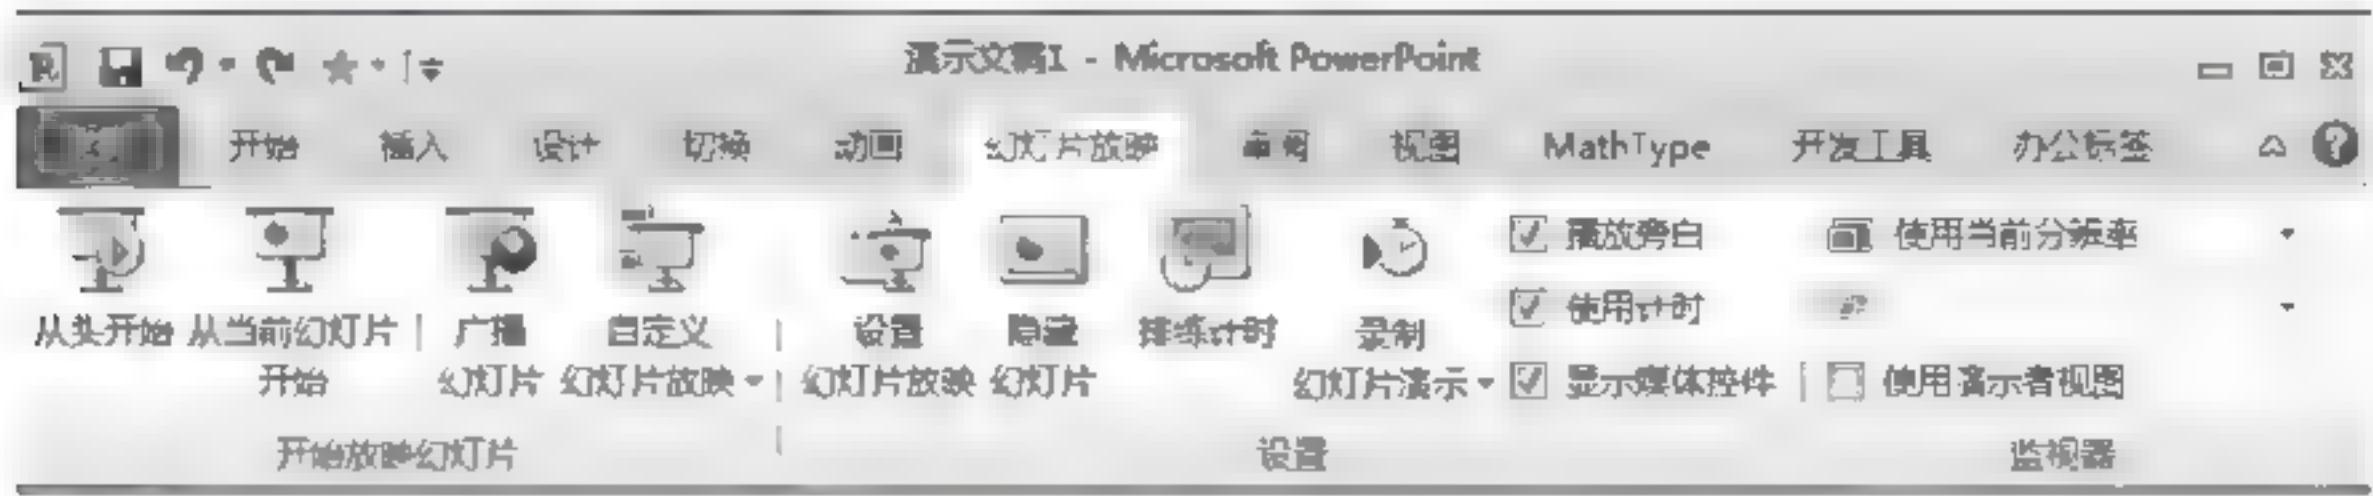 演示文稿1 - Microsoft PowerPoint
开始 插入 设计 切换 动画 幻灯片放映 审阅 视图 MathType 开发工具 办公标签
从头开始 从当前幻灯片 广播 自定义 设置 隐藏 排练计时 录制
开始 幻灯片 幻灯片放映 幻灯片放映 幻灯片 幻灯片演示
播放旁白 使用当前分辨率
使用计时
显示媒体控件 使用演示者视图
开始放映幻灯片 设置 监视器